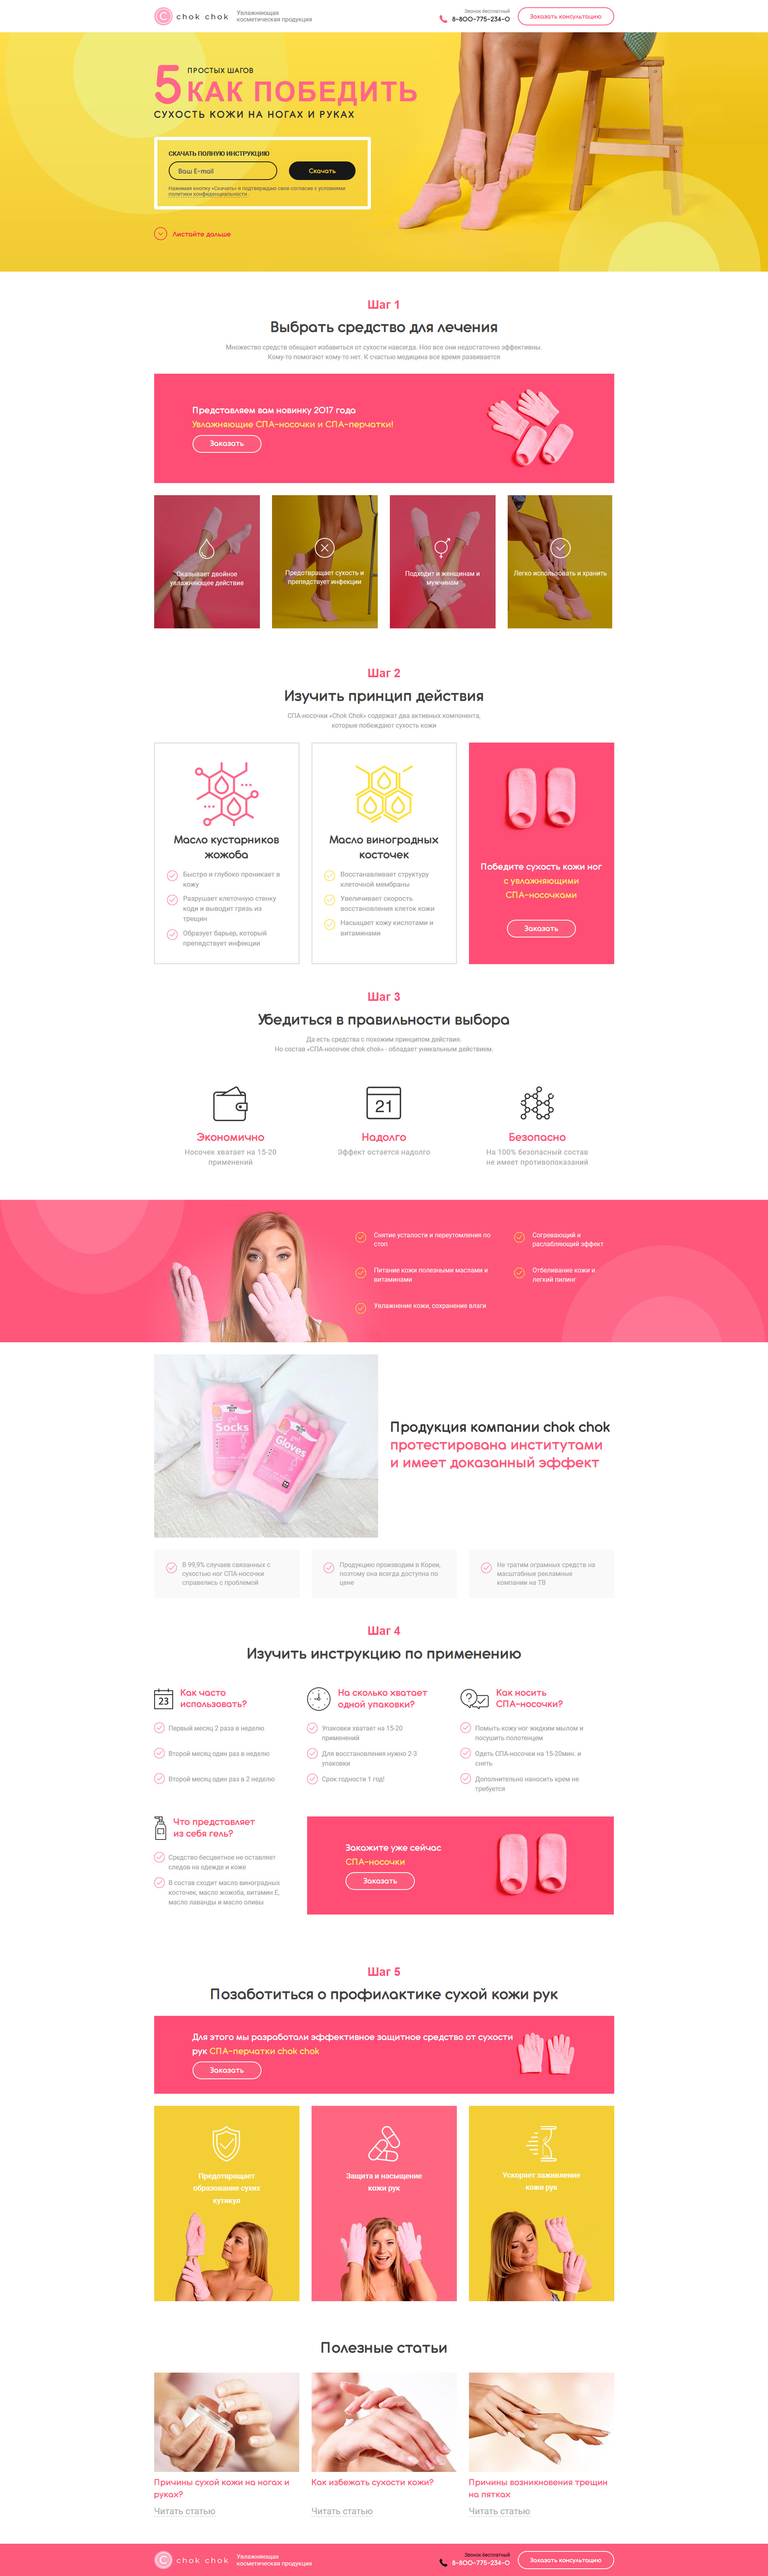 chok chok
Увлажняющая
косметическая продукция
Звонок бесплатный
8-800-775-234-0
Заказать консультацию
5 ПРОСТЫХ ШАГОВ
КАК ПОБЕДИТЬ
СУХОСТЬ КОЖИ НА НОГАХ И РУКАХ
СКАЧАТЬ ПОЛНУЮ ИНСТРУКЦИЮ
Ваш E-mail
Скачать
Нажимая кнопку «Скачать» я подтверждаю свое согласие с условиями
политики конфиденциальности
Листайте дальше
Шаг 1
Выбрать средство для лечения
Множество средств обещают избавиться от сухости навсегда. Ноо все они недостаточно эффективны.
Кому-то помогают кому-то нет. К счастью медицина все время развивается
Представляем вам новинку 2017 года
Увлажняющие СПА-носочки и СПА-перчатки!
Заказать
Оказывает двойное
увлажняющее действие
Предотвращает сухость и
препядствует инфекции
Подходит и женщинам и
мужчинам
Легко использовать и хранить
Шаг 2
Изучить принцип действия
СПА-носочки «Chok Chok» содержат два активных компонента,
которые побеждают сухость кожи
Масло кустарников
жожоба
Быстро и глубоко проникает в
кожу
Разрушает клеточную стенку
коди и выводит грязь из
трещин
Образует барьер, который
препядствует инфекции
Масло виноградных
косточек
Восстанавливает структуру
клеточной мембраны
Увеличивает скорость
восстановления клеток кожи
Насыщает кожу кислотами и
витаминами
Победите сухость кожи ног
с увлажняющими
СПА-носочками
Заказать
Шаг 3
Убедиться в правильности выбора
Да есть средства с похожим принципом действия.
Но состав «СПА-носочек chok chok» - обладает уникальным действием.
Экономично
Носочек хватает на 15-20
применений
21
Надолго
Эффект остается надолго
Безопасно
На 100% безопасный состав
не имеет противопоказаний
Снятие усталости и переутомления по
стоп
Согревающий и
расслабляющий эффект
Питание кожи полезными маслами и
витаминами
Отбеливание кожи и
легкий пилинг
Увлажнение кожи, сохранение влаги
gel
Socks
gel
Gloves
Продукция компании chok chok
протестирована институтами
и имеет доказанный эффект
В 99,9% случаев связанных с
сухостью ног СПА-носочки
справились с проблемой
Продукцию производим в Кореи,
поэтому она всегда доступна по
цене
Не тратим ограмных средств на
масштабные рекламные
компании на ТВ
Шаг 4
Изучить инструкцию по применению
23
Как часто
использовать?
Первый месяц 2 раза в неделю
Второй месяц один раз в неделю
Второй месяц один раз в 2 неделю
На сколько хватает
одной упаковки?
Упаковки хватает на 15-20
применений
Для восстановления нужно 2-3
упаковки
Срок годности 1 год!
Как носить
СПА-носочки?
Помыть кожу ног жидким мылом и
посушить полотенцем
Одеть СПА-носочки на 15-20мин. и
снять
Дополнительно наносить крем не
требуется
Что представляет
из себя гель?
Средство бесцветное не оставляет
следов на одежде и коже
В состав сходит масло виноградных
косточек, масло жожоба, витамин Е,
масло лаванды и масло оливы
Закажите уже сейчас
СПА-носочки
Заказать
Шаг 5
Позаботиться о профилактике сухой кожи рук
Для этого мы разработали эффективное защитное средство от сухости
рук СПА-перчатки chok chok
Заказать
Предотвращает
образование сухих
кутикул
Защита и насыщение
кожи рук
Ускоряет заживление
кожи рук
Полезные статьи
Причины сухой кожи на ногах и
руках?
Читать статью
Как избежать сухости кожи?
Читать статью
Причины возникновения трещин
на пятках
Читать статью
chok chok
Увлажняющая
косметическая продукция
Звонок бесплатный
8-800-775-234-0
Заказать консультацию